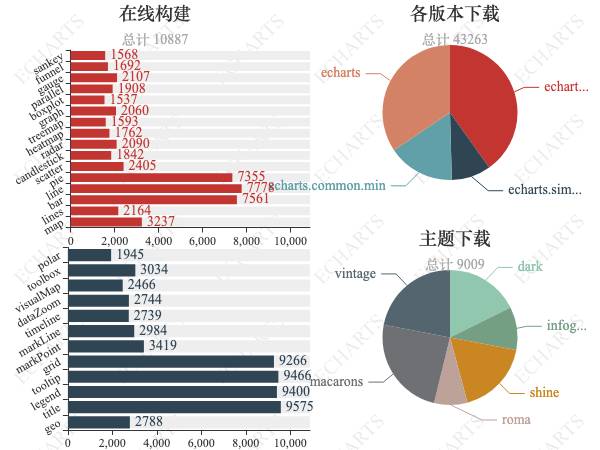 在线构建
总计 10887
sankey 1568
funnel 1692
gauge 2107
parallel 1908
boxplot 1537
graph 2060
treemap 1593
heatmap 1762
radar 2090
candlestick 1842
scatter 2405
pie 7355
line 7778
bar 7561
lines 2164
map 3237
0 2,000 4,000 6,000 8,000 10,000
polar 1945
toolbox 3034
visualMap 2466
dataZoom 2744
timeline 2739
markLine 2984
markPoint 3419
grid 9266
tooltip 9466
legend 9400
title 9575
geo 2788
0 2,000 4,000 6,000 8,000 10,000
各版本下载
总计 43263
echarts
echart...
echarts.common.min
echarts.sim...
主题下载
总计 9009
vintage
dark
infog...
macarons
shine
roma
ECHARTS